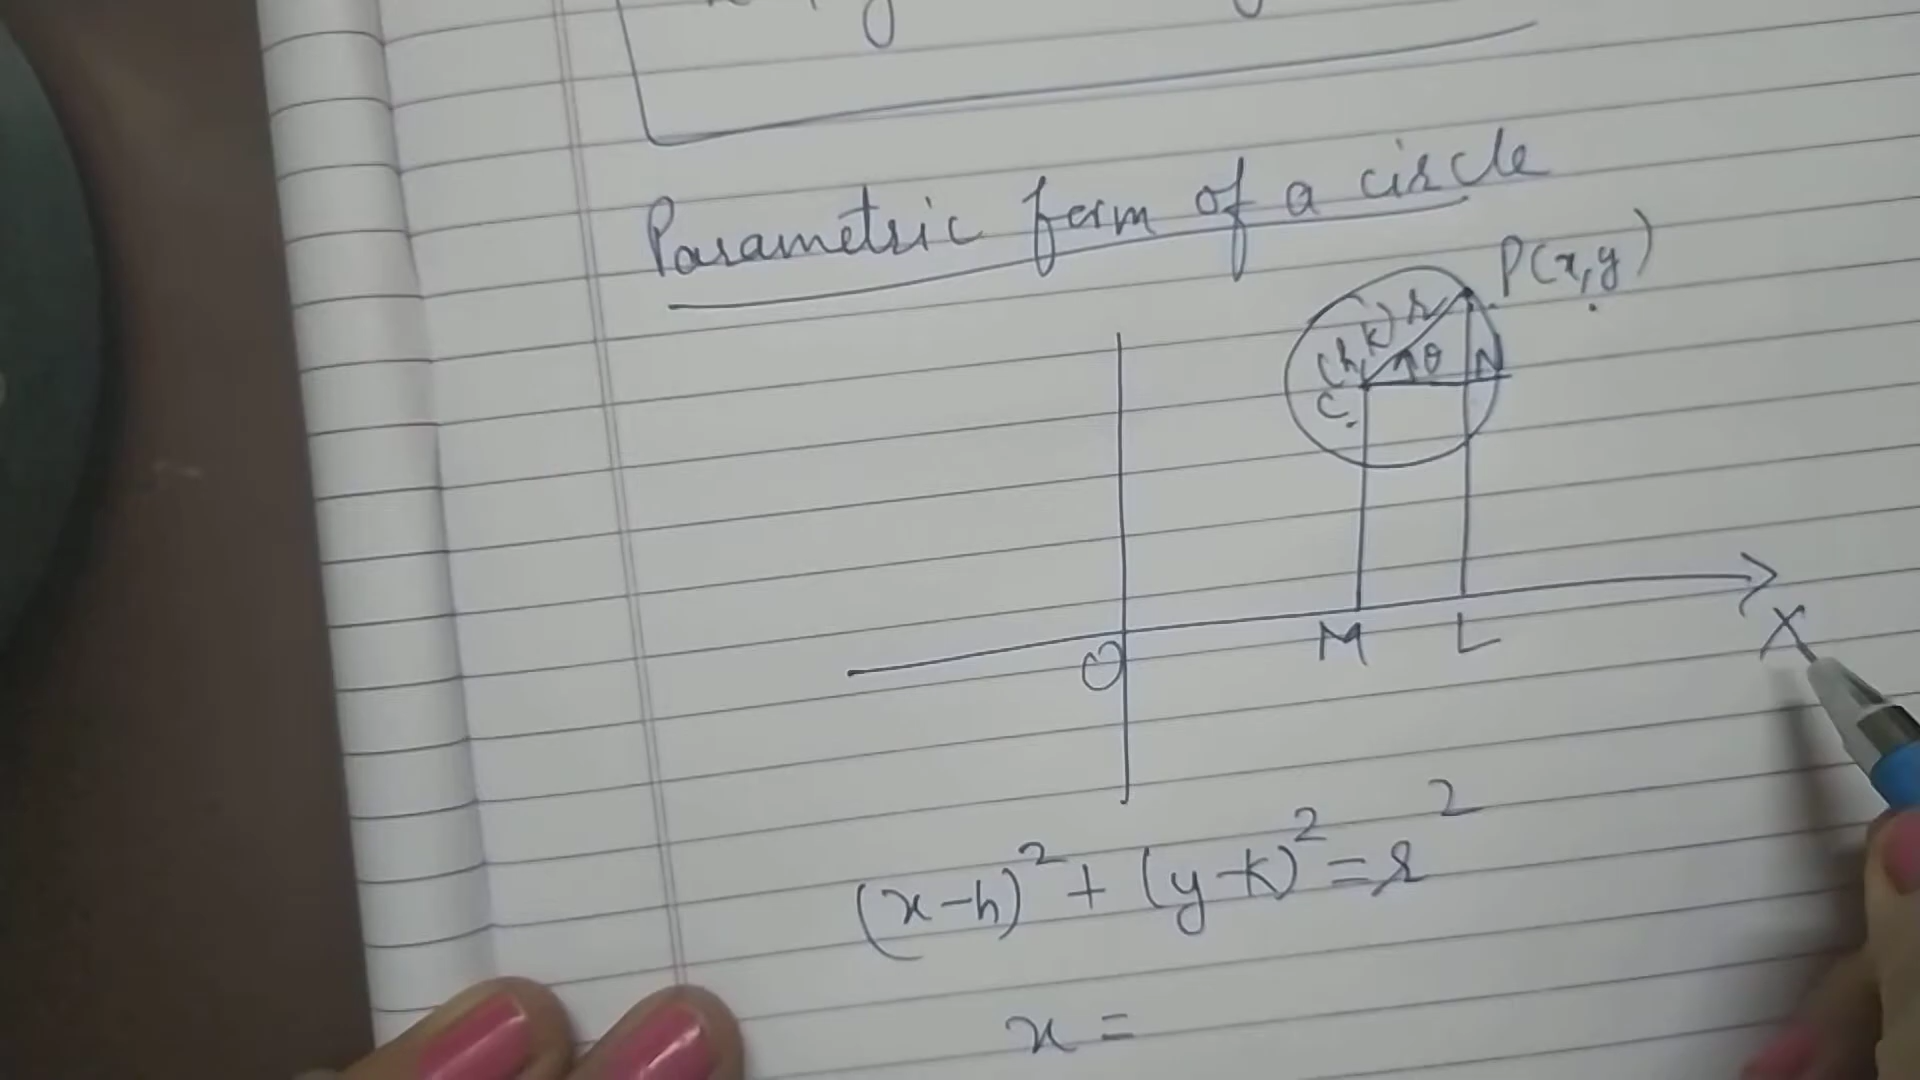 Parametric form of a circle
P(x,y)
(h,k) r
θ N
C
M L
X
O
(x-h)² + (y-k)² = r²
x =